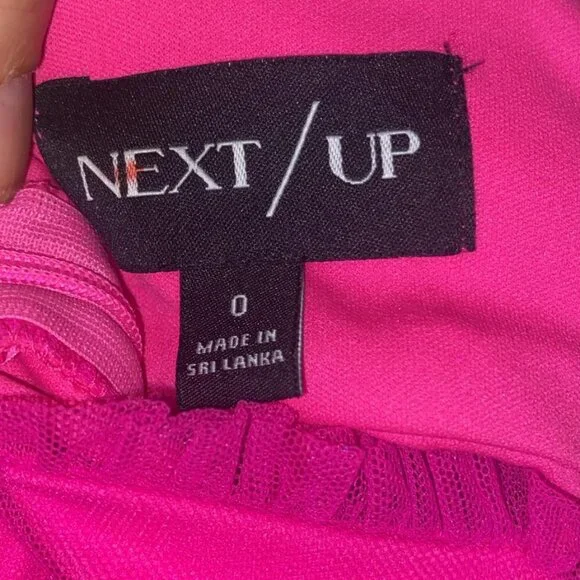 NEXT/UP
0
MADE IN
SRI LANKA